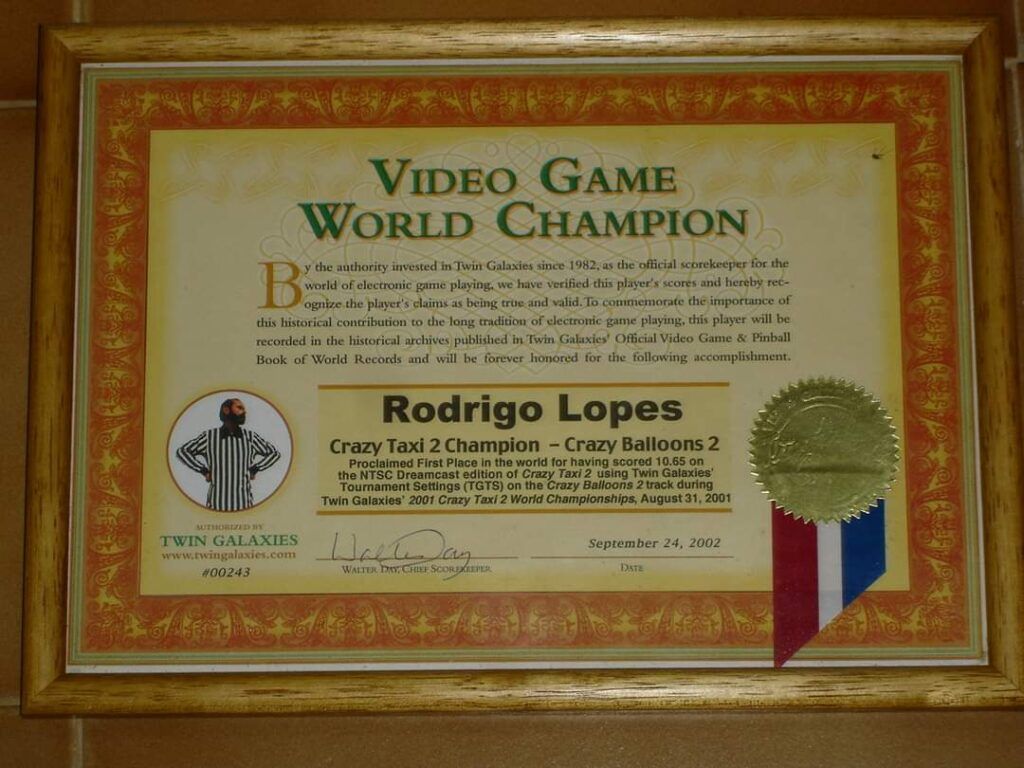 VIDEO GAME
WORLD CHAMPION
By the authority invested in Twin Galaxies since 1982, as the official scorekeeper for the
world of electronic game playing, we have verified this player's scores and hereby rec-
ognize the player's claims as being true and valid. To commemorate the importance of
this historical contribution to the long tradition of electronic game playing, this player will be
recorded in the historical archives published in Twin Galaxies' Official Video Game & Pinball
Book of World Records and will be forever honored for the following accomplishment.
Rodrigo Lopes
Crazy Taxi 2 Champion – Crazy Balloons 2
Proclaimed First Place in the world for having scored 10.65 on
the NTSC Dreamcast edition of Crazy Taxi 2 using Twin Galaxies'
Tournament Settings (TGTS) on the Crazy Balloons 2 track during
Twin Galaxies' 2001 Crazy Taxi 2 World Championships, August 31, 2001
AUTHORIZED BY
TWIN GALAXIES
www.twingalaxies.com
#00243
Walter Day
WALTER DAY, CHIEF SCOREKEEPER
September 24, 2002
DATE